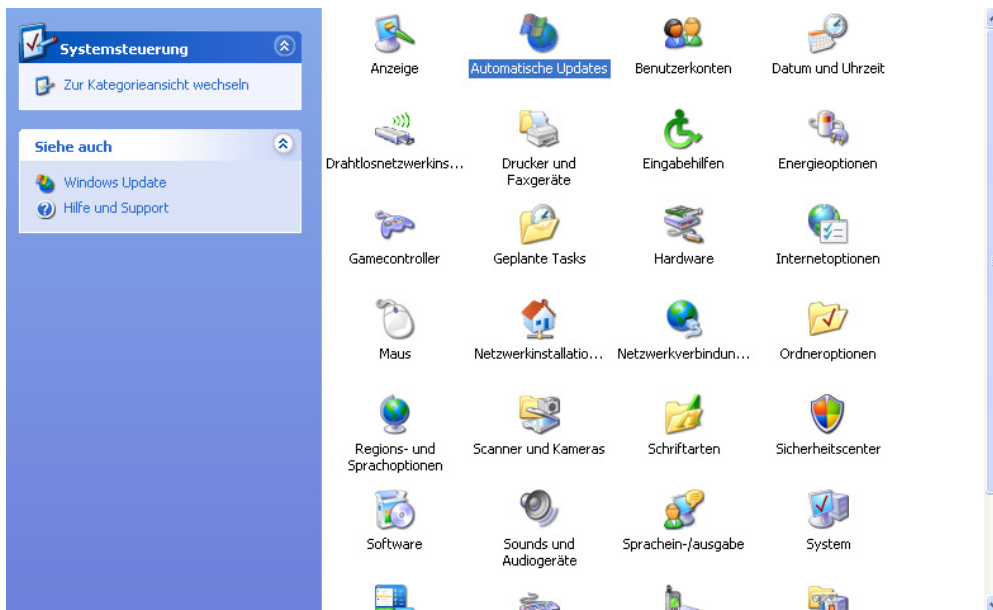 Systemsteuerung
Zur Kategorieansicht wechseln
Siehe auch
Windows Update
Hilfe und Support
Anzeige
Automatische Updates
Benutzerkonten
Datum und Uhrzeit
Drahtlosnetzwerkins...
Drucker und
Faxgeräte
Eingabehilfen
Energieoptionen
Gamecontroller
Geplante Tasks
Hardware
Internetoptionen
Maus
Netzwerkinstallatio...
Netzwerkverbindun...
Ordneroptionen
Regions- und
Sprachoptionen
Scanner und Kameras
Schriftarten
Sicherheitscenter
Software
Sounds und
Audiogeräte
Sprachein-/ausgabe
System